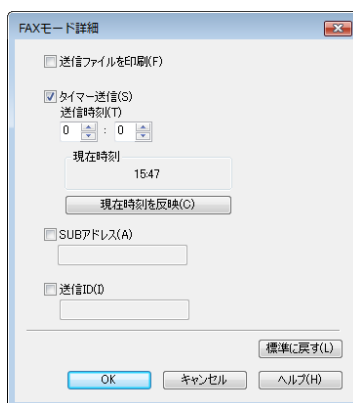 FAXモード詳細
送信ファイルを印刷(F)
タイマー送信(S)
送信時刻(T)
0 : 0
現在時刻
15:47
現在時刻を反映(C)
SUBアドレス(A)
送信ID(I)
標準に戻す(L)
OK キャンセル ヘルプ(H)